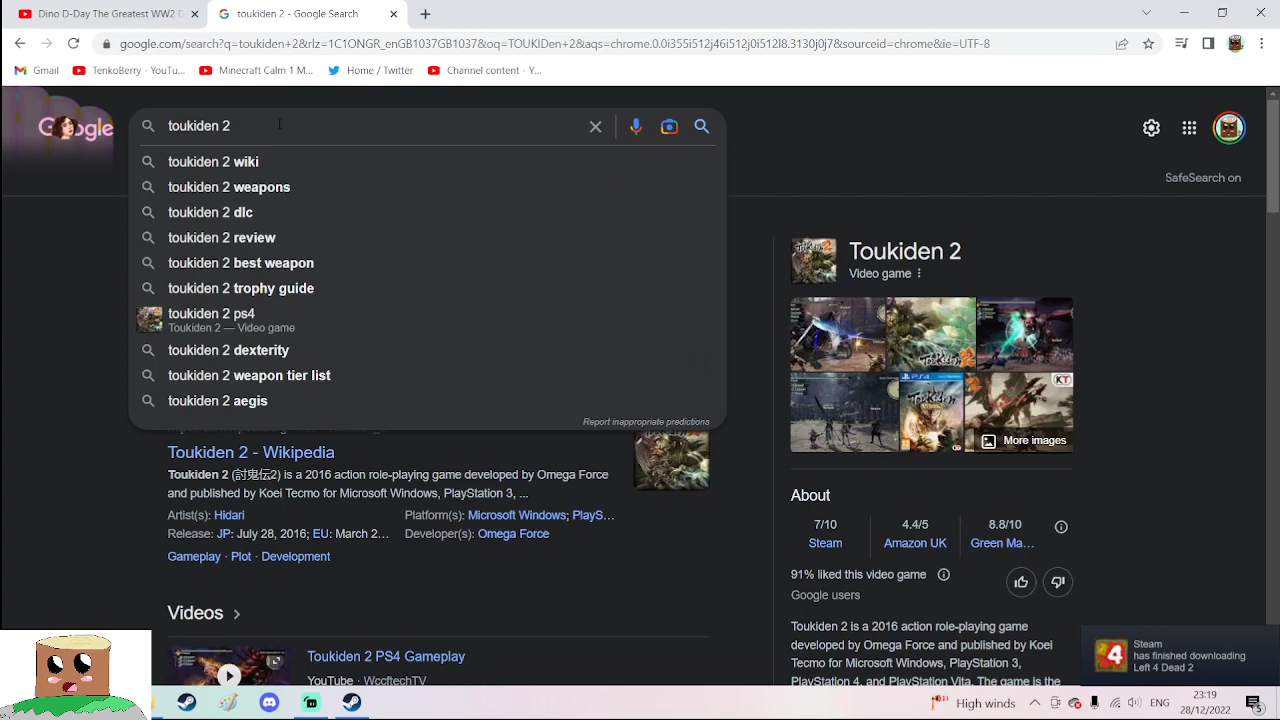 Dino D-Day The Greatest WW2 D
toukiden 2 - Google Search
google.com/search?q=toukiden+2&rlz=1C1ONGR_enGB1037GB1037&oq=TOUKIDen+2&aqs=chrome.0.0i355i512j46i512j0i512l8.3130j0j7&sourceid=chrome&ie=UTF-8
Gmail
TenkoBerry - YouTu...
Minecraft Calm 1 M...
Home / Twitter
Channel content - Y...
Google
toukiden 2
SafeSearch on
toukiden 2 wiki
toukiden 2 weapons
toukiden 2 dlc
toukiden 2 review
toukiden 2 best weapon
toukiden 2 trophy guide
toukiden 2 ps4
Toukiden 2 — Video game
toukiden 2 dexterity
toukiden 2 weapon tier list
toukiden 2 aegis
Report inappropriate predictions
Toukiden 2 - Wikipedia
Toukiden 2 (討鬼伝2) is a 2016 action role-playing game developed by Omega Force
and published by Koei Tecmo for Microsoft Windows, PlayStation 3, ...
Artist(s): Hidari
Platform(s): Microsoft Windows; PlayS...
Release: JP: July 28, 2016; EU: March 2...
Developer(s): Omega Force
Gameplay · Plot · Development
Videos
Toukiden 2 PS4 Gameplay
YouTube · WccftechTV
Toukiden 2
Video game
PS4
KT
More images
About
7/10
Steam
4.4/5
Amazon UK
8.8/10
Green Ma...
91% liked this video game
Google users
Toukiden 2 is a 2016 action role-playing game
developed by Omega Force and published by Koei
Tecmo for Microsoft Windows, PlayStation 3,
PlayStation 4, and PlayStation Vita. The game is the
4
Steam
has finished downloading
Left 4 Dead 2
High winds
ENG
23:19
28/12/2022
5